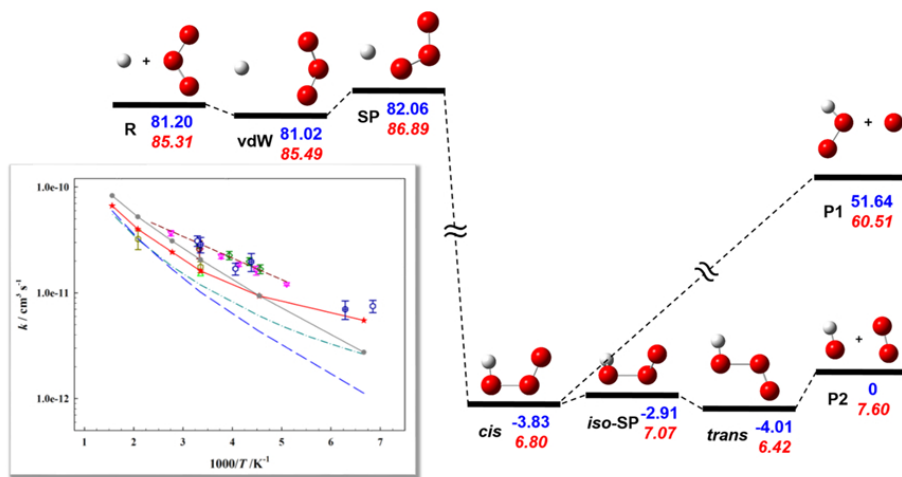 +
R
81.20
85.31
vdW
81.02
85.49
SP
82.06
86.89
1.0e-10
1.0e-11
1.0e-12
k / cm³ s⁻¹
1 2 3 4 5 6 7
1000/T /K⁻¹
cis
-3.83
6.80
iso-SP
-2.91
7.07
trans
-4.01
6.42
+
P1
51.64
60.51
+
P2
0
7.60